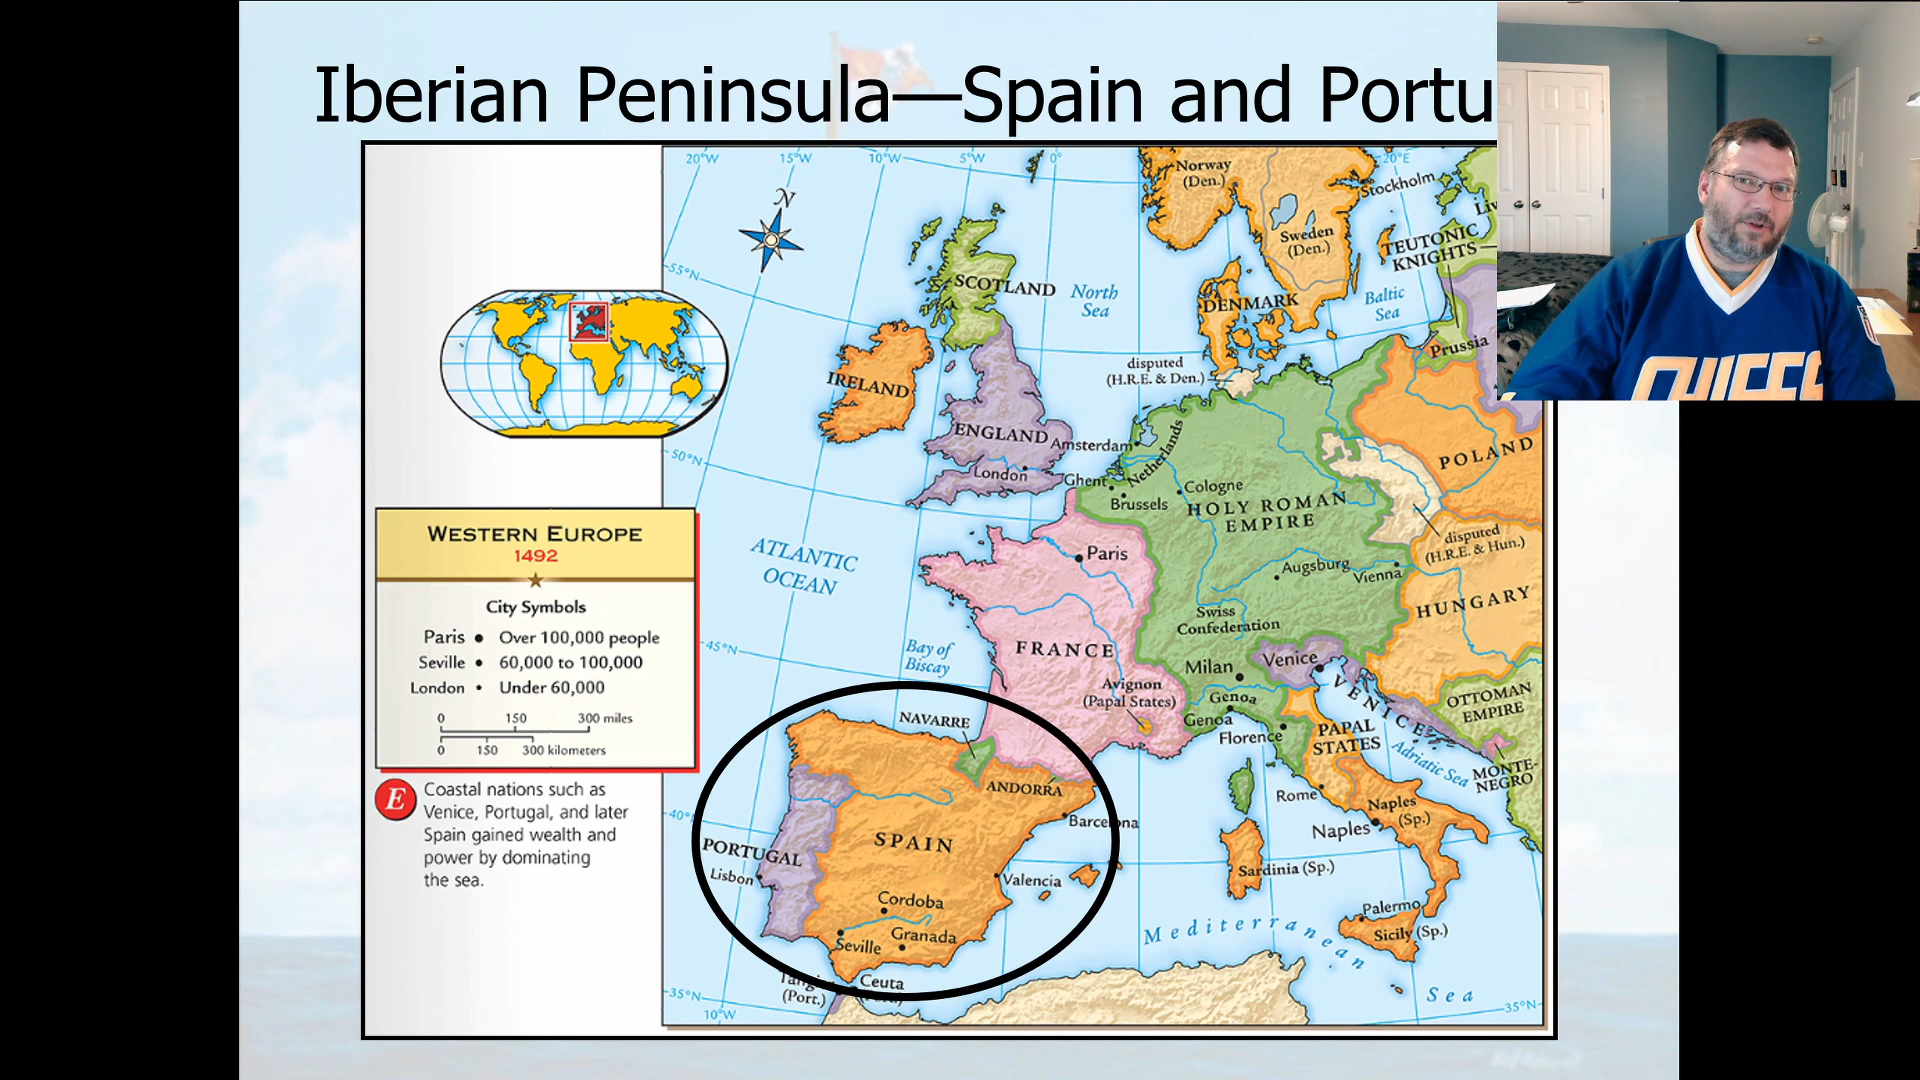 Iberian Peninsula—Spain and Portu
20°W
15°W
10°W
5°W
0°
20°E
N
Norway
(Den.)
Stockholm
Liv
Sweden
(Den.)
TEUTONIC
KNIGHTS
55°N
SCOTLAND
North
Sea
DENMARK
Baltic
Sea
Prussia
disputed
(H.R.E. & Den.)
IRELAND
ENGLAND
Amsterdam
Netherlands
POLAND
50°N
London
Ghent
Cologne
Brussels
HOLY ROMAN
EMPIRE
WESTERN EUROPE
1492
City Symbols
Paris • Over 100,000 people
Seville • 60,000 to 100,000
London • Under 60,000
0 150 300 miles
0 150 300 kilometers
E
Coastal nations such as
Venice, Portugal, and later
Spain gained wealth and
power by dominating
the sea.
ATLANTIC
OCEAN
Paris
disputed
(H.R.E. & Hun.)
Augsburg
Vienna
HUNGARY
Swiss
Confederation
45°N
Bay of
Biscay
FRANCE
Milan
Venice
VENICE
Avignon
(Papal States)
Genoa
Genoa
Florence
PAPAL
STATES
OTTOMAN
EMPIRE
Adriatic Sea
MONTE-
NEGRO
NAVARRE
ANDORRA
Rome
Naples
(Sp.)
Naples
40°
Barcelona
SPAIN
PORTUGAL
Lisbon
Valencia
Sardinia (Sp.)
Cordoba
Granada
Seville
Palermo
Sicily (Sp.)
Mediterranean
Sea
(Port.)
Ceuta
35°N
10°W
35°N
CHIEFS